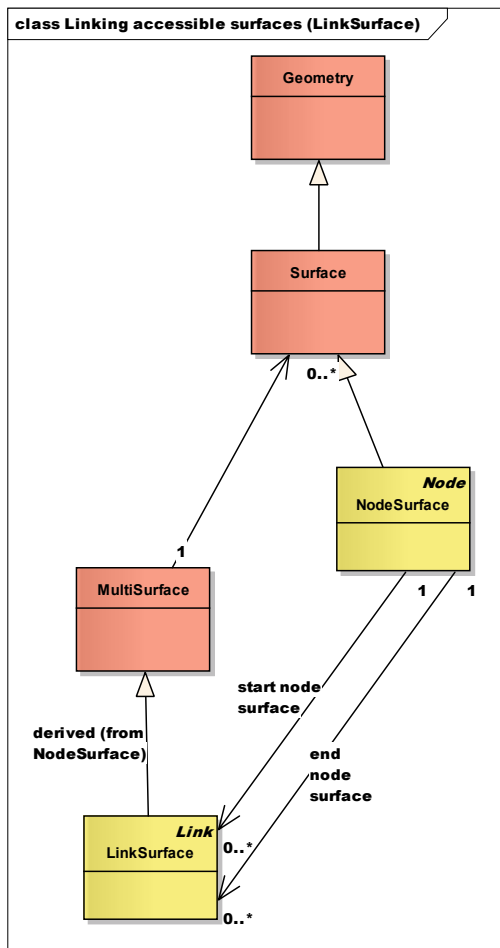 class Linking accessible surfaces (LinkSurface)
Geometry
Surface
0..*
Node
NodeSurface
1
MultiSurface
1
1
start node
surface
derived (from
NodeSurface)
end
node
surface
Link
LinkSurface
0..*
0..*